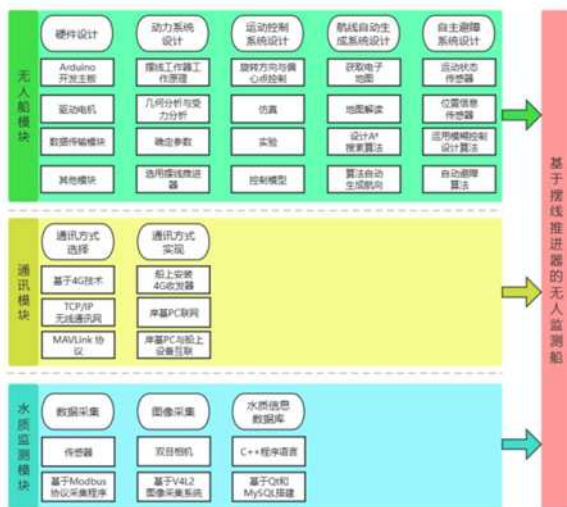 无人船模块
硬件设计
Arduino
开发主板
驱动电机
数据传输模块
其他模块
动力系统
设计
摆线工作器工
作原理
几何分析与受
力分析
确定参数
选用摆线推进
器
运动控制
系统设计
旋转方向与偏
心点控制
仿真
实验
控制模型
航线自动生
成系统设计
获取电子
地图
地图解读
设计A*
搜索算法
算法自动
生成航向
自主避障
系统设计
运动状态
传感器
位置信息
传感器
运用模糊控制
设计算法
自动避障
算法
通讯模块
通讯方式
选择
基于4G技术
TCP/IP
无线通讯网
MAVLink 协
议
通讯方式
实现
船上安装
4G收发器
岸基PC联网
岸基PC与船上
设备互联
水质监测模块
数据采集
传感器
基于Modbus
协议采集程序
图像采集
双目相机
基于V4L2
图像采集系统
水质信息
数据库
C++程序语言
基于Qt和
MySQL搭建
基于摆线推进器的无人监测船